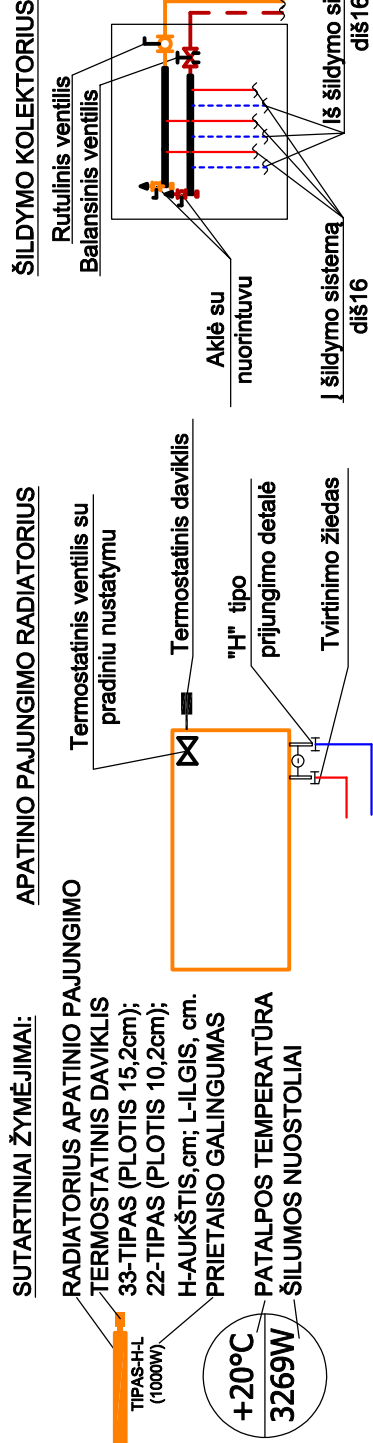 SUTARTINIAI ŽYMĖJIMAI:
RADIATORIUS APATINIO PAJUNGIMO
TERMOSTATINIS DAVIKLIS
33-TIPAS (PLOTIS 15,2cm);
22-TIPAS (PLOTIS 10,2cm);
H-AUKŠTIS,cm; L-ILGIS, cm.
PRIETAISO GALINGUMAS
TIPAS-H-L
(1000W)
+20°C
3269W
PATALPOS TEMPERATŪRA
ŠILUMOS NUOSTOLIAI
APATINIO PAJUNGIMO RADIATORIUS
Termostatinis ventilis su
pradiniu nustatymu
Termostatinis daviklis
"H" tipo
prijungimo detalė
Tvirtinimo žiedas
ŠILDYMO KOLEKTORIUS
Rutulinis ventilis
Balansinis ventilis
Aklė su
nuorintuvu
Į šildymo sistemą
diš16
Iš šildymo si
diš16